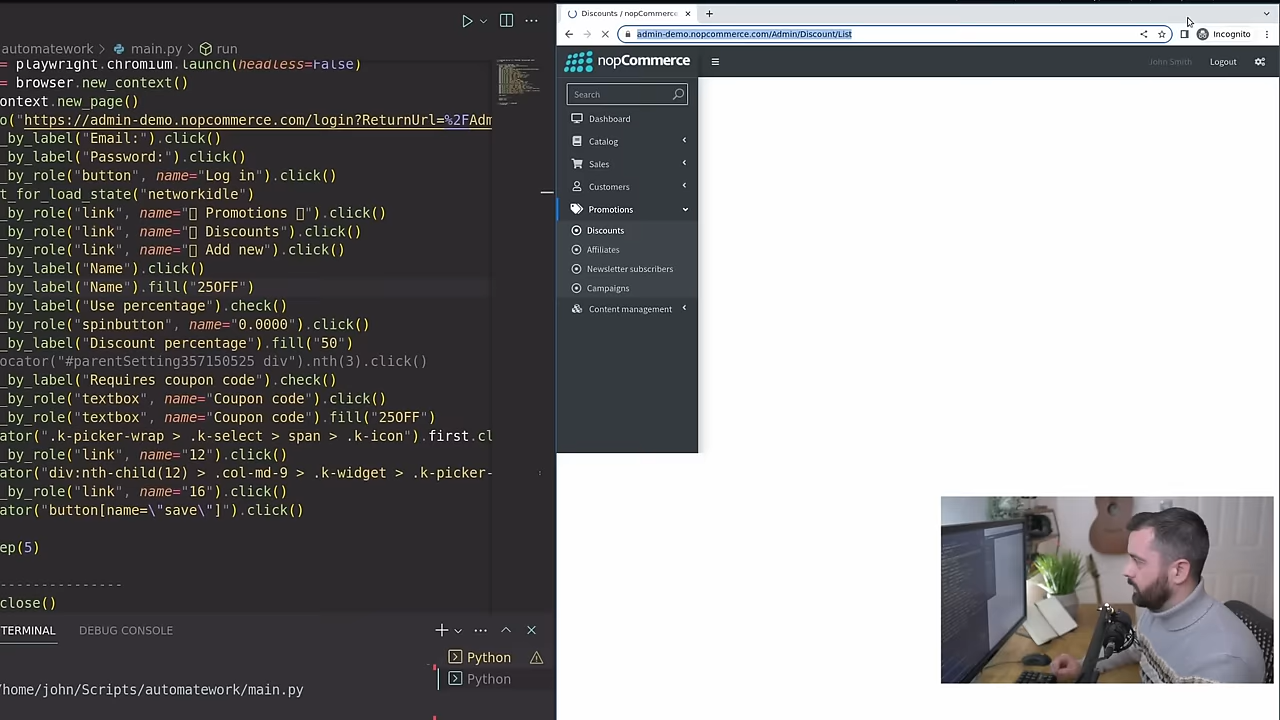 automatework > main.py > run
= playwright.chromium.launch(headless=False)
= browser.new_context()
ontext.new_page()
o("https://admin-demo.nopcommerce.com/login?ReturnUrl=%2FAdm
_by_label("Email:").click()
_by_label("Password:").click()
_by_role("button", name="Log in").click()
t_for_load_state("networkidle")
_by_role("link", name="▯ Promotions ▯").click()
_by_role("link", name="▯ Discounts").click()
_by_role("link", name="▯ Add new").click()
_by_label("Name").click()
_by_label("Name").fill("25OFF")
_by_label("Use percentage").check()
_by_role("spinbutton", name="0.0000").click()
_by_label("Discount percentage").fill("50")
ocator("#parentSetting357150525 div").nth(3).click()
_by_label("Requires coupon code").check()
_by_role("textbox", name="Coupon code").click()
_by_role("textbox", name="Coupon code").fill("25OFF")
ator(".k-picker-wrap > .k-select > span > .k-icon").first.cl
_by_role("link", name="12").click()
ator("div:nth-child(12) > .col-md-9 > .k-widget > .k-picker-
_by_role("link", name="16").click()
ator("button[name=\"save\"]").click()
ep(5)
---------------
close()
TERMINAL DEBUG CONSOLE
Python
Python
/home/john/Scripts/automatework/main.py
Discounts / nopCommerce
admin-demo.nopcommerce.com/Admin/Discount/List
Incognito
nopCommerce
John Smith Logout
Search
Dashboard
Catalog
Sales
Customers
Promotions
Discounts
Affiliates
Newsletter subscribers
Campaigns
Content management